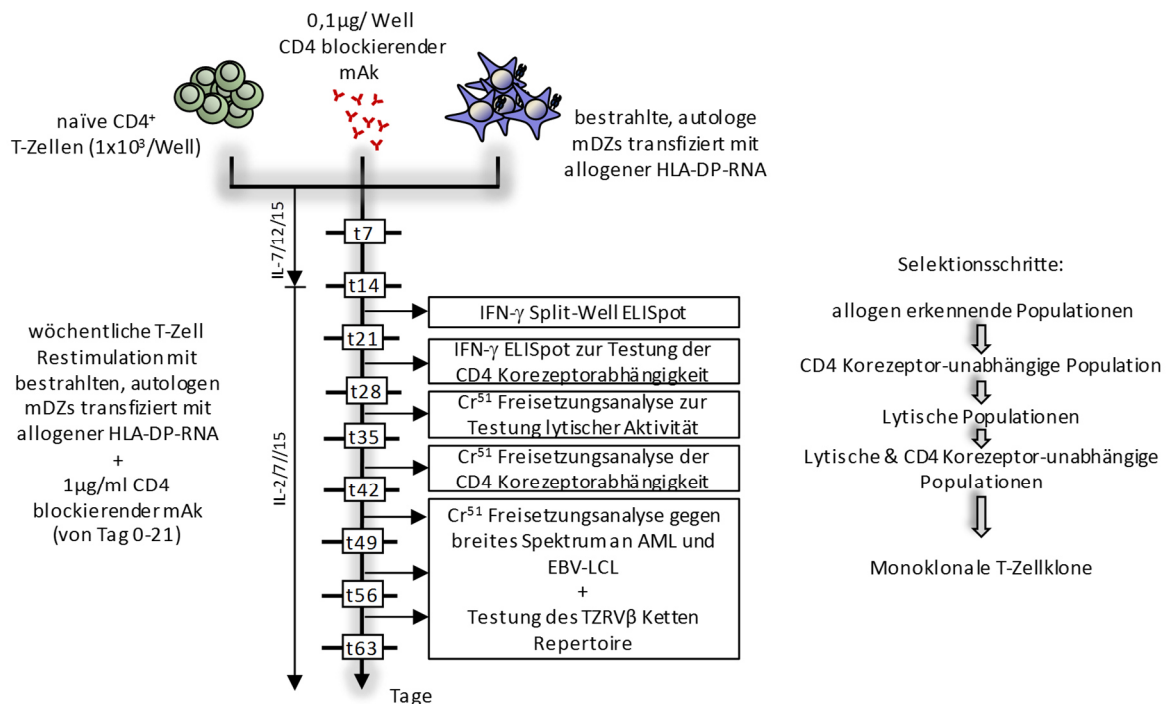 0,1µg/ Well
CD4 blockierender
mAk
naïve CD4⁺
T-Zellen (1x10³/Well)
bestrahlte, autologe
mDZs transfiziert mit
allogener HLA-DP-RNA
IL-7/12/15
t7
t14
IFN-γ Split-Well ELISpot
t21
IFN-γ ELISpot zur Testung der
CD4 Korezeptorabhängigkeit
t28
Cr⁵¹ Freisetzungsanalyse zur
Testung lytischer Aktivität
t35
Cr⁵¹ Freisetzungsanalyse der
CD4 Korezeptorabhängigkeit
t42
Cr⁵¹ Freisetzungsanalyse gegen
breites Spektrum an AML und
EBV-LCL
+
Testung des TZRVβ Ketten
Repertoire
t49
t56
t63
Tage
IL-2/7//15
wöchentliche T-Zell
Restimulation mit
bestrahlten, autologen
mDZs transfiziert mit
allogener HLA-DP-RNA
+
1µg/ml CD4
blockierender mAk
(von Tag 0-21)
Selektionsschritte:
allogen erkennende Populationen
CD4 Korezeptor-unabhängige Population
Lytische Populationen
Lytische & CD4 Korezeptor-unabhängige
Populationen
Monoklonale T-Zellklone